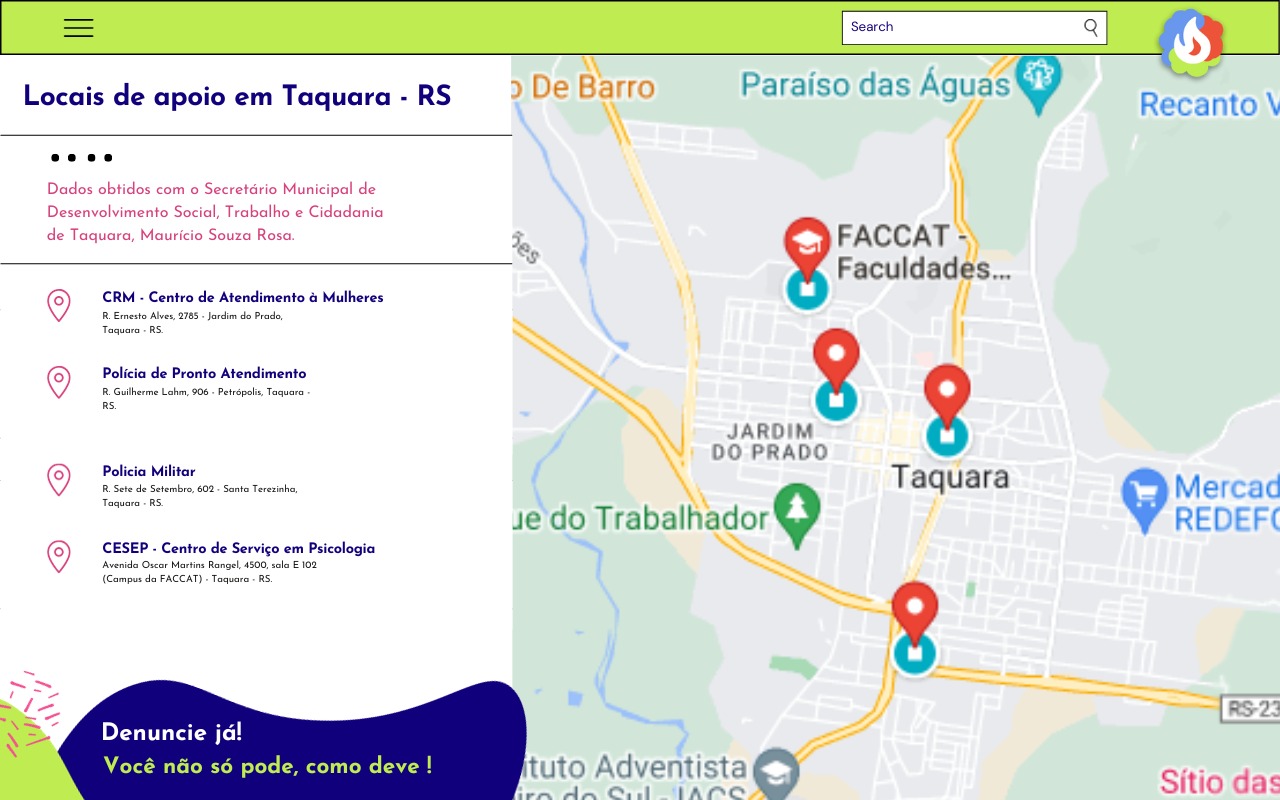 Search
Locais de apoio em Taquara - RS
Dados obtidos com o Secretário Municipal de
Desenvolvimento Social, Trabalho e Cidadania
de Taquara, Maurício Souza Rosa.
CRM - Centro de Atendimento à Mulheres
R. Ernesto Alves, 2785 - Jardim do Prado,
Taquara - RS.
Polícia de Pronto Atendimento
R. Guilherme Lahm, 906 - Petrópolis, Taquara -
RS.
Policia Militar
R. Sete de Setembro, 602 - Santa Terezinha,
Taquara - RS.
CESEP - Centro de Serviço em Psicologia
Avenida Oscar Martins Rangel, 4500, sala E 102
(Campus da FACCAT) - Taquara - RS.
Denuncie já!
Você não só pode, como deve !
o De Barro
Paraíso das Águas
Recanto V
ões
FACCAT -
Faculdades...
JARDIM
DO PRADO
Taquara
ue do Trabalhador
Mercad
REDEFO
RS-23
ituto Adventista
iro do Sul - IACS
Sítio das